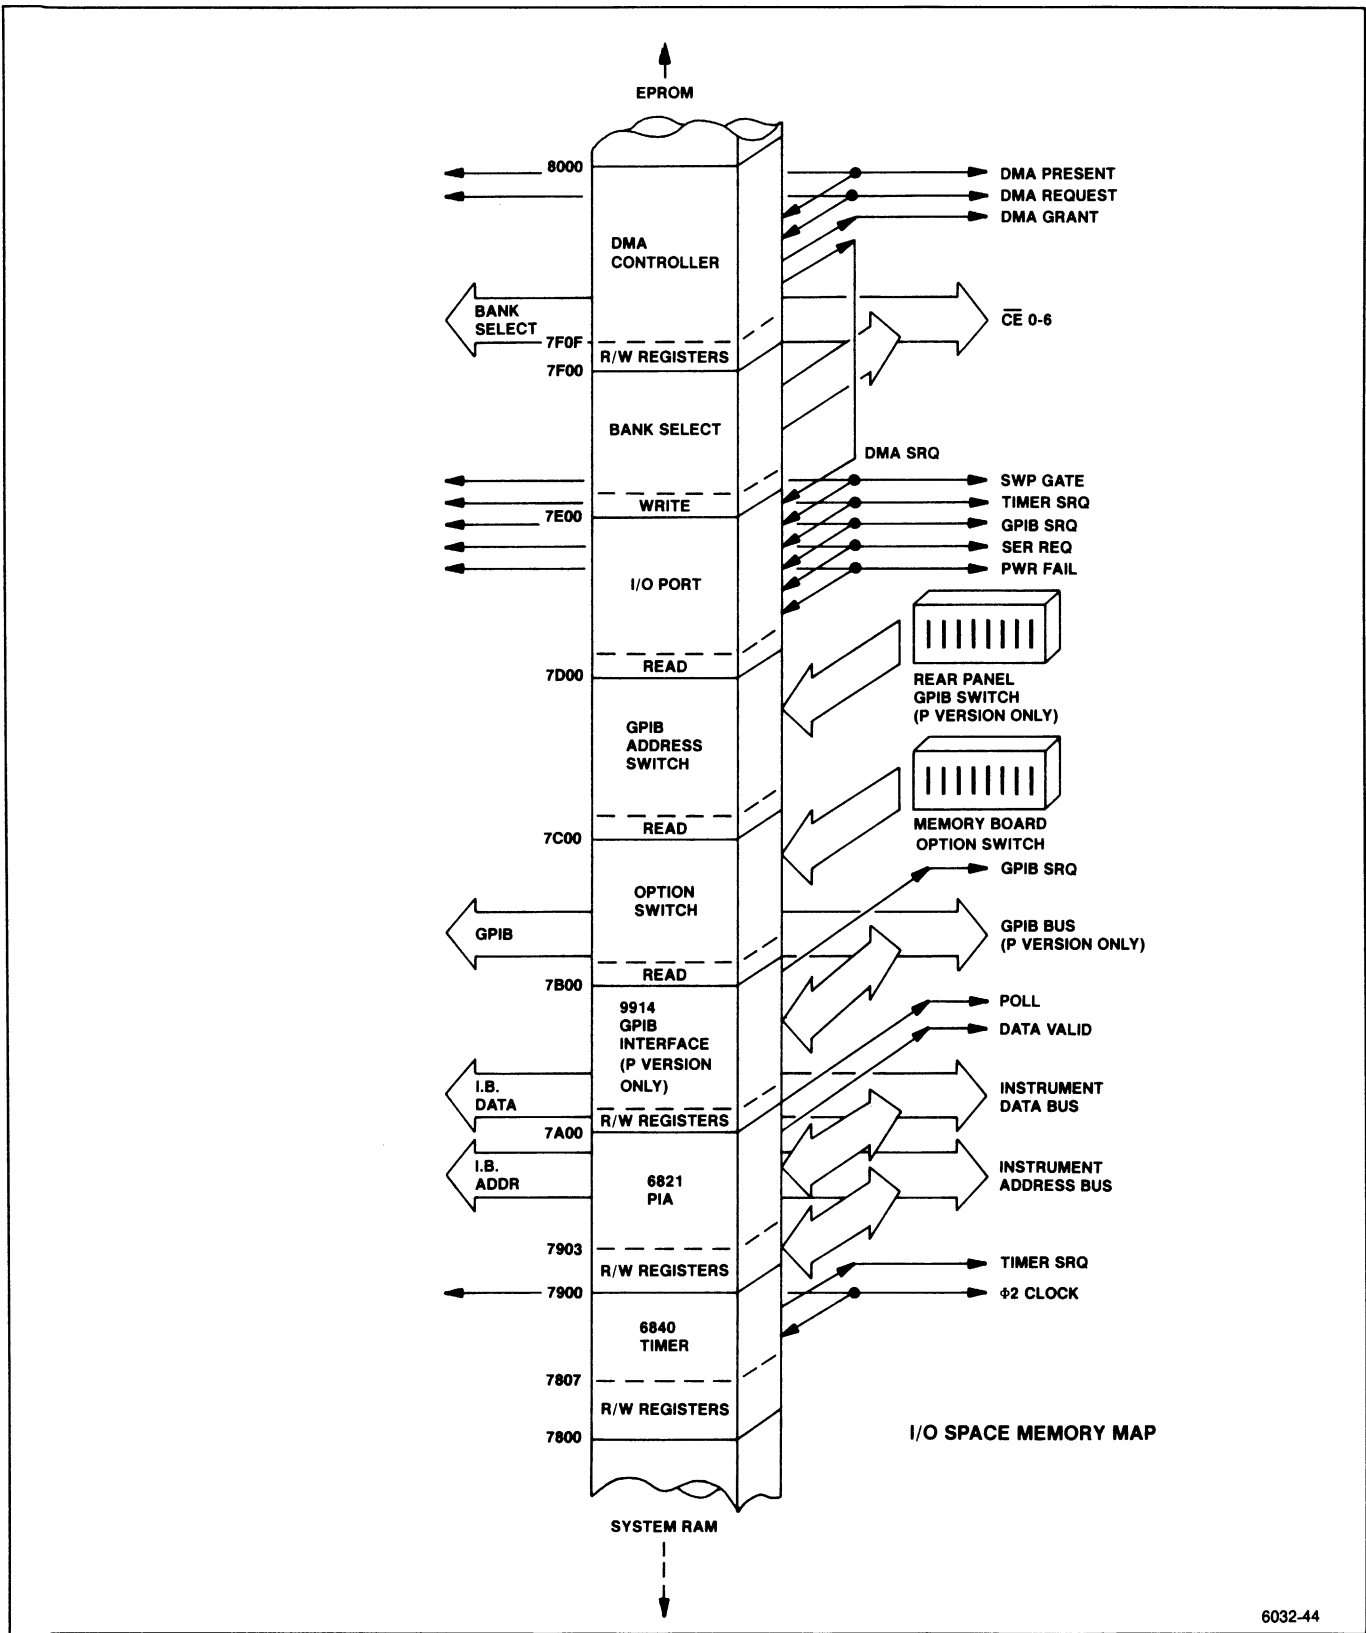 EPROM
8000
DMA PRESENT
DMA REQUEST
DMA GRANT
DMA
CONTROLLER
BANK
SELECT
C̅E̅ 0-6
7F0F
R/W REGISTERS
7F00
BANK SELECT
DMA SRQ
SWP GATE
WRITE
TIMER SRQ
7E00
GPIB SRQ
SER REQ
PWR FAIL
I/O PORT
READ
7D00
REAR PANEL
GPIB SWITCH
(P VERSION ONLY)
GPIB
ADDRESS
SWITCH
READ
7C00
MEMORY BOARD
OPTION SWITCH
GPIB SRQ
OPTION
SWITCH
GPIB
GPIB BUS
(P VERSION ONLY)
READ
7B00
9914
GPIB
INTERFACE
(P VERSION
ONLY)
POLL
DATA VALID
I.B.
DATA
INSTRUMENT
DATA BUS
R/W REGISTERS
7A00
I.B.
ADDR
6821
PIA
INSTRUMENT
ADDRESS BUS
7903
R/W REGISTERS
TIMER SRQ
7900
Φ2 CLOCK
6840
TIMER
7807
R/W REGISTERS
7800
I/O SPACE MEMORY MAP
SYSTEM RAM
6032-44